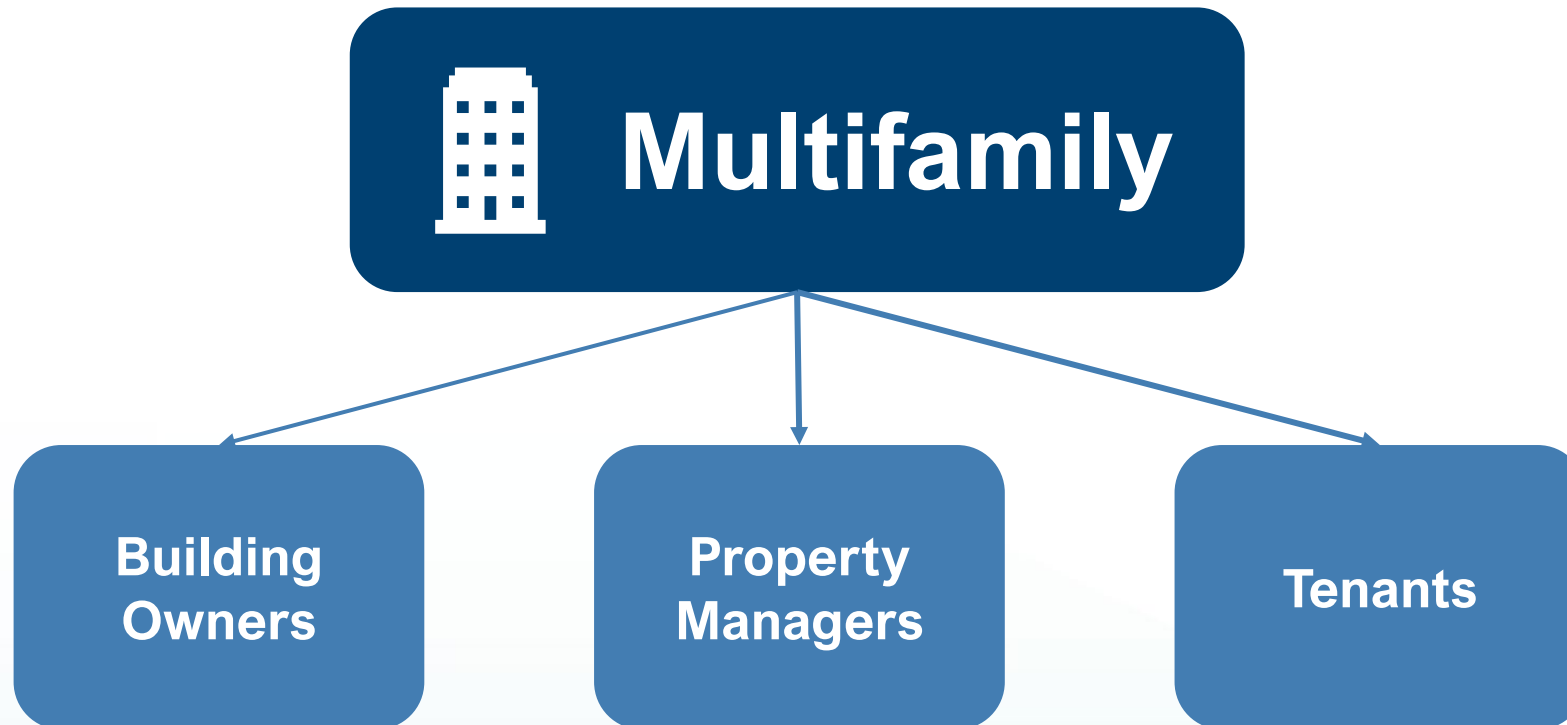 Multifamily
Building
Owners
Property
Managers
Tenants